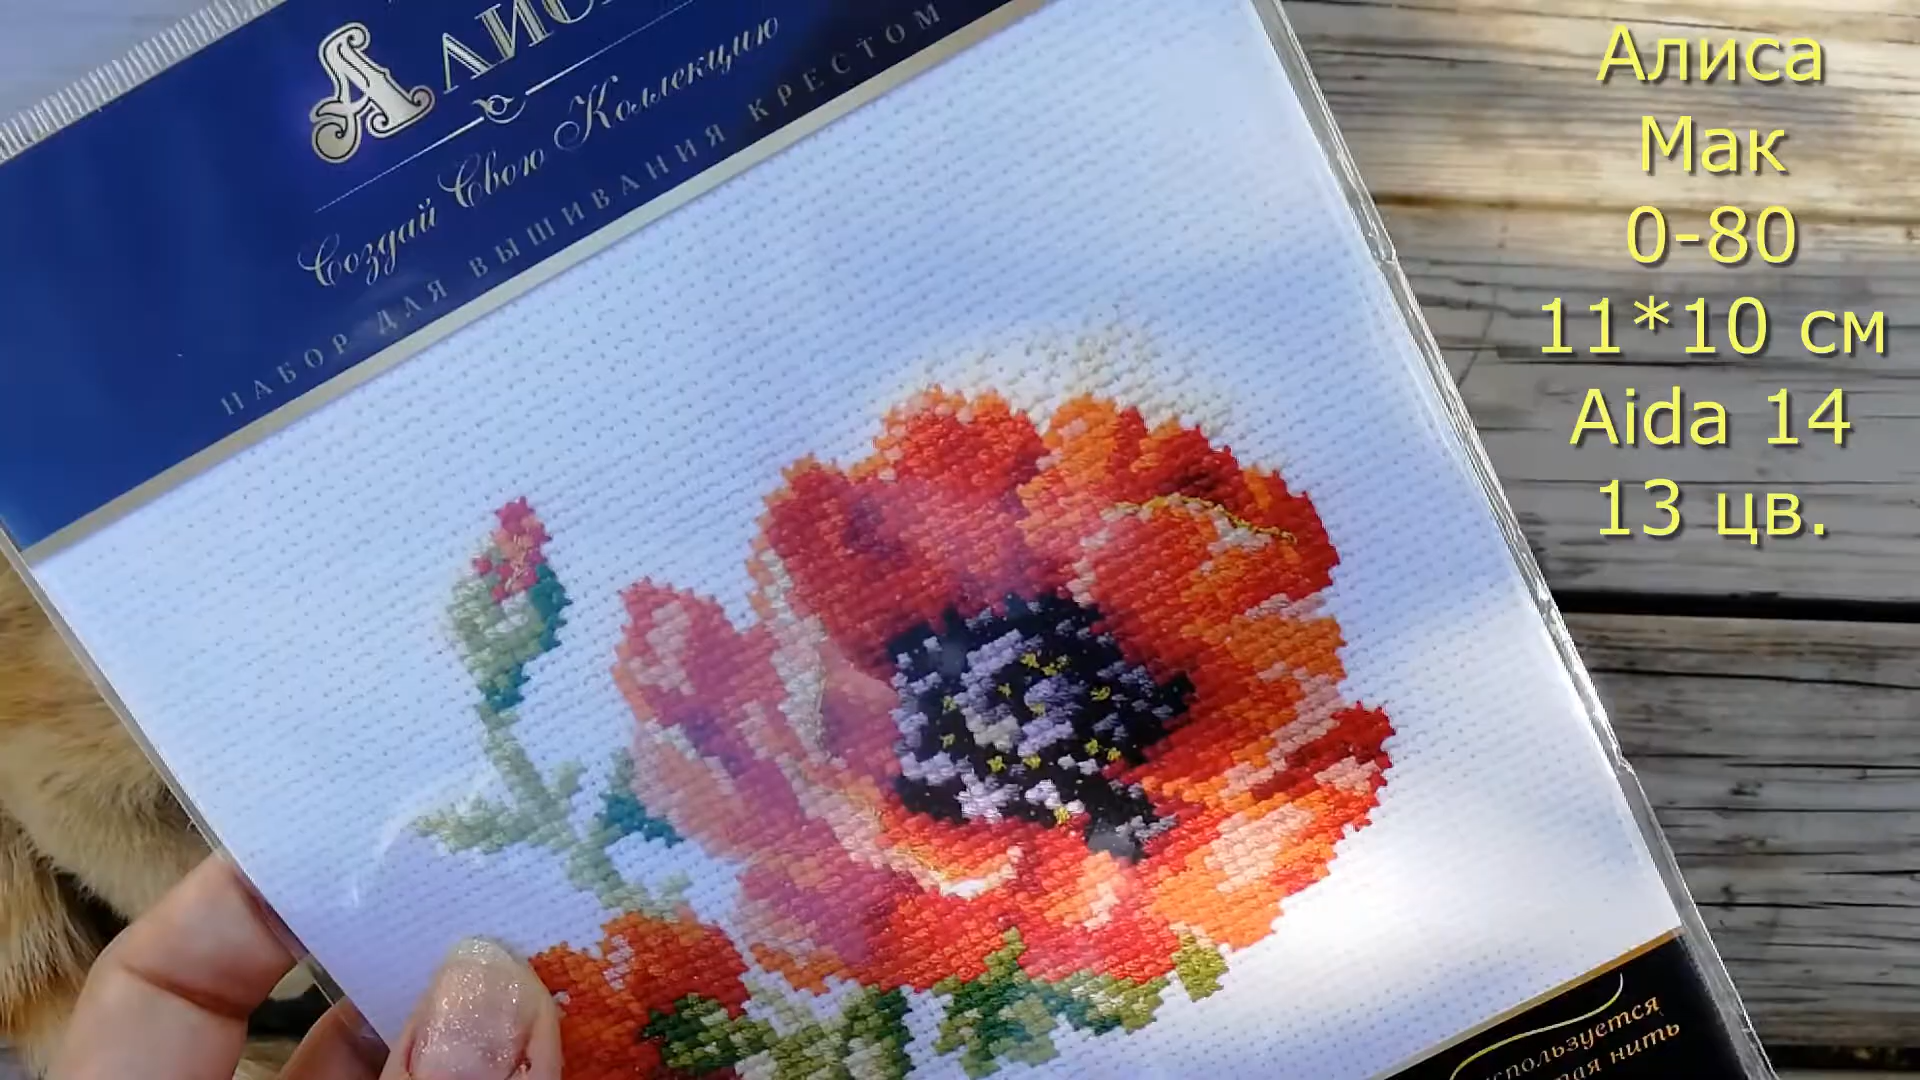 Создай Свою Коллекцию
НАБОР ДЛЯ ВЫШИВАНИЯ КРЕСТОМ
Алиса
Мак
0-80
11*10 см
Aida 14
13 цв.
нить